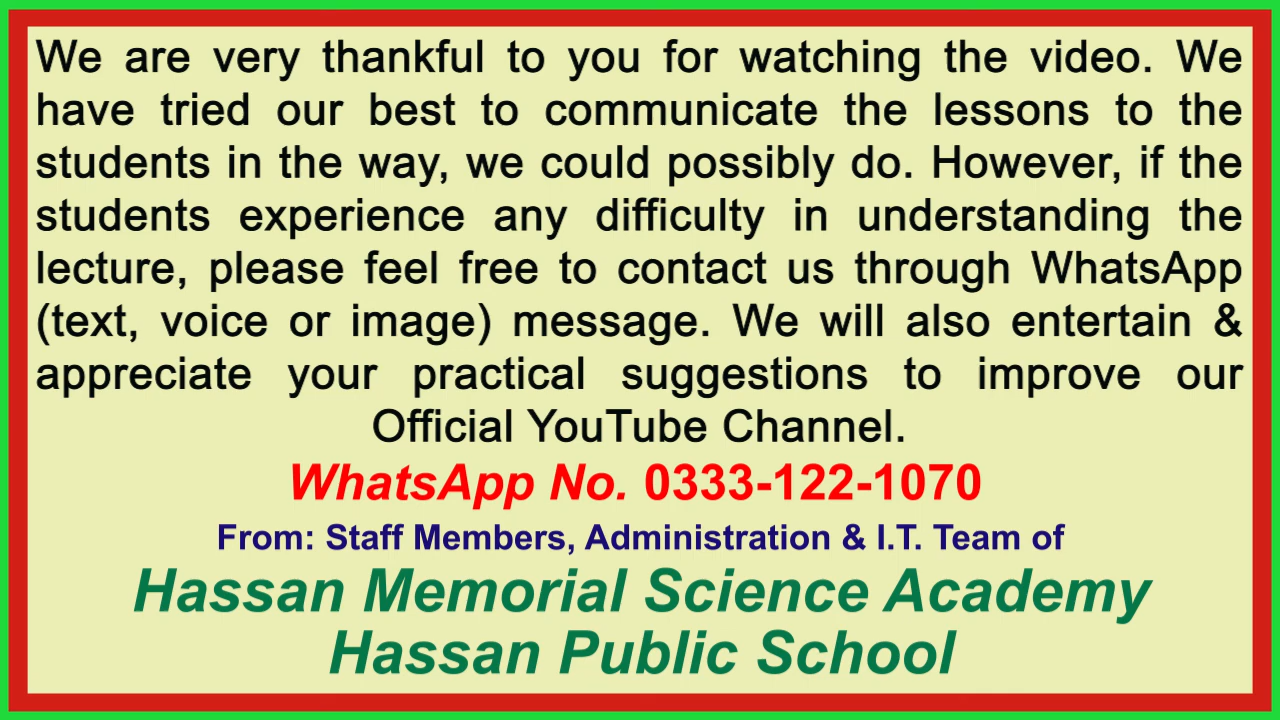 We are very thankful to you for watching the video. We
have tried our best to communicate the lessons to the
students in the way, we could possibly do. However, if the
students experience any difficulty in understanding the
lecture, please feel free to contact us through WhatsApp
(text, voice or image) message. We will also entertain &
appreciate your practical suggestions to improve our
Official YouTube Channel.
WhatsApp No. 0333-122-1070
From: Staff Members, Administration & I.T. Team of
Hassan Memorial Science Academy
Hassan Public School